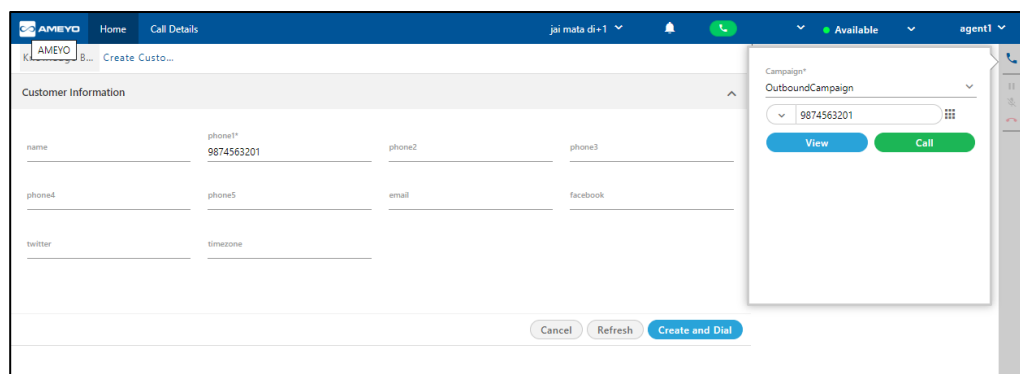 AMEYO Home Call Details jai mata di+1 Available agent1
AMEYO
B... Create Custo...
Customer Information
name
phone1*
9874563201
phone2
phone3
phone4
phone5
email
facebook
twitter
timezone
Cancel Refresh Create and Dial
Campaign*
OutboundCampaign
9874563201
View Call